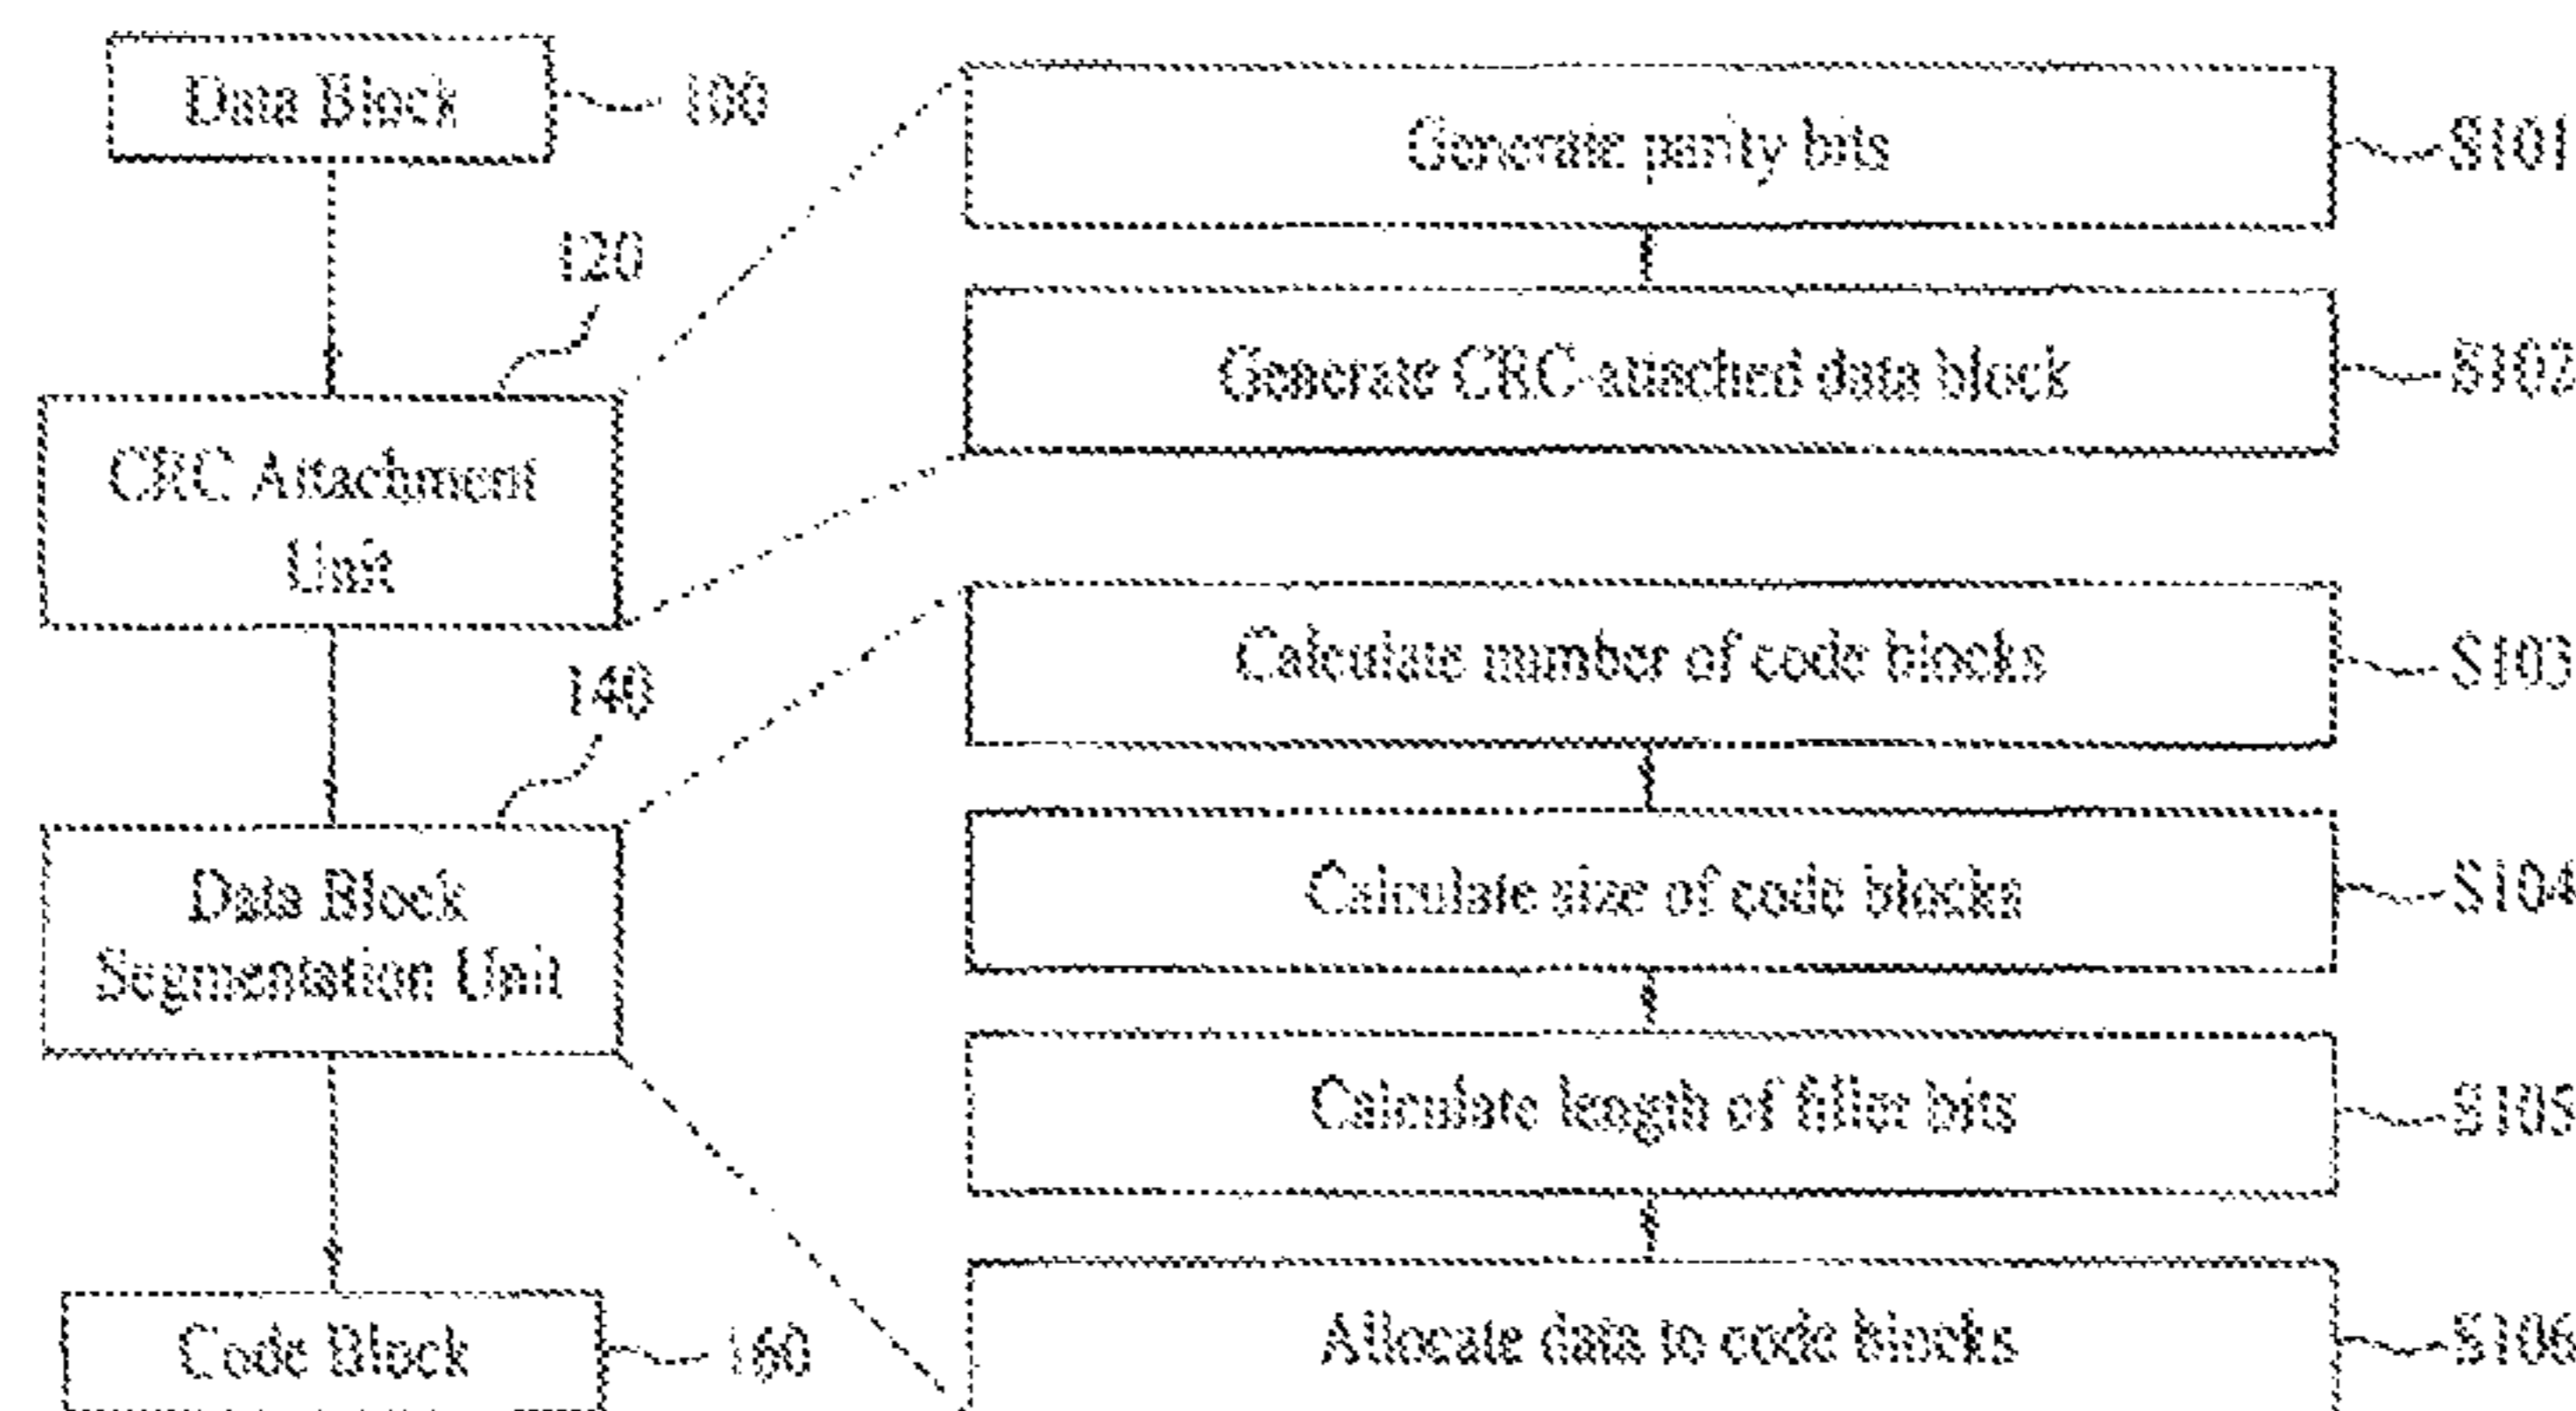 Data Block
100
120
CRC Attachment
Unit
140
Data Block
Segmentation Unit
Code Block
160
Generate parity bits
S101
Generate CRC-attached data block
S102
Calculate number of code blocks
S103
Calculate size of code blocks
S104
Calculate length of filler bits
S105
Allocate data to code blocks
S106